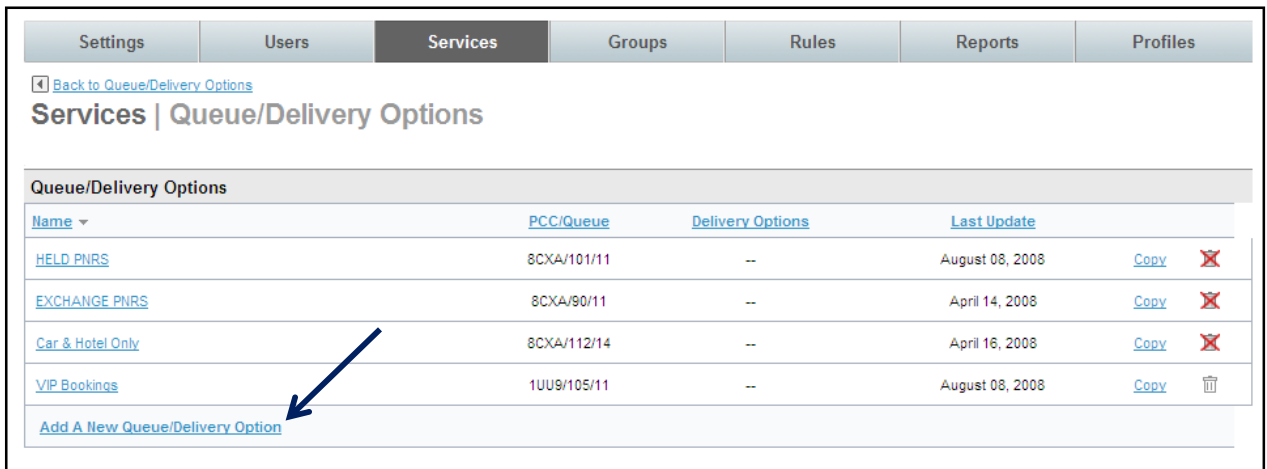 Settings Users Services Groups Rules Reports Profiles
Back to Queue/Delivery Options
Services | Queue/Delivery Options
Queue/Delivery Options
Name PCC/Queue Delivery Options Last Update
HELD PNRS 8CXA/101/11 -- August 08, 2008 Copy
EXCHANGE PNRS 8CXA/90/11 -- April 14, 2008 Copy
Car & Hotel Only 8CXA/112/14 -- April 16, 2008 Copy
VIP Bookings 1UU9/105/11 -- August 08, 2008 Copy
Add A New Queue/Delivery Option